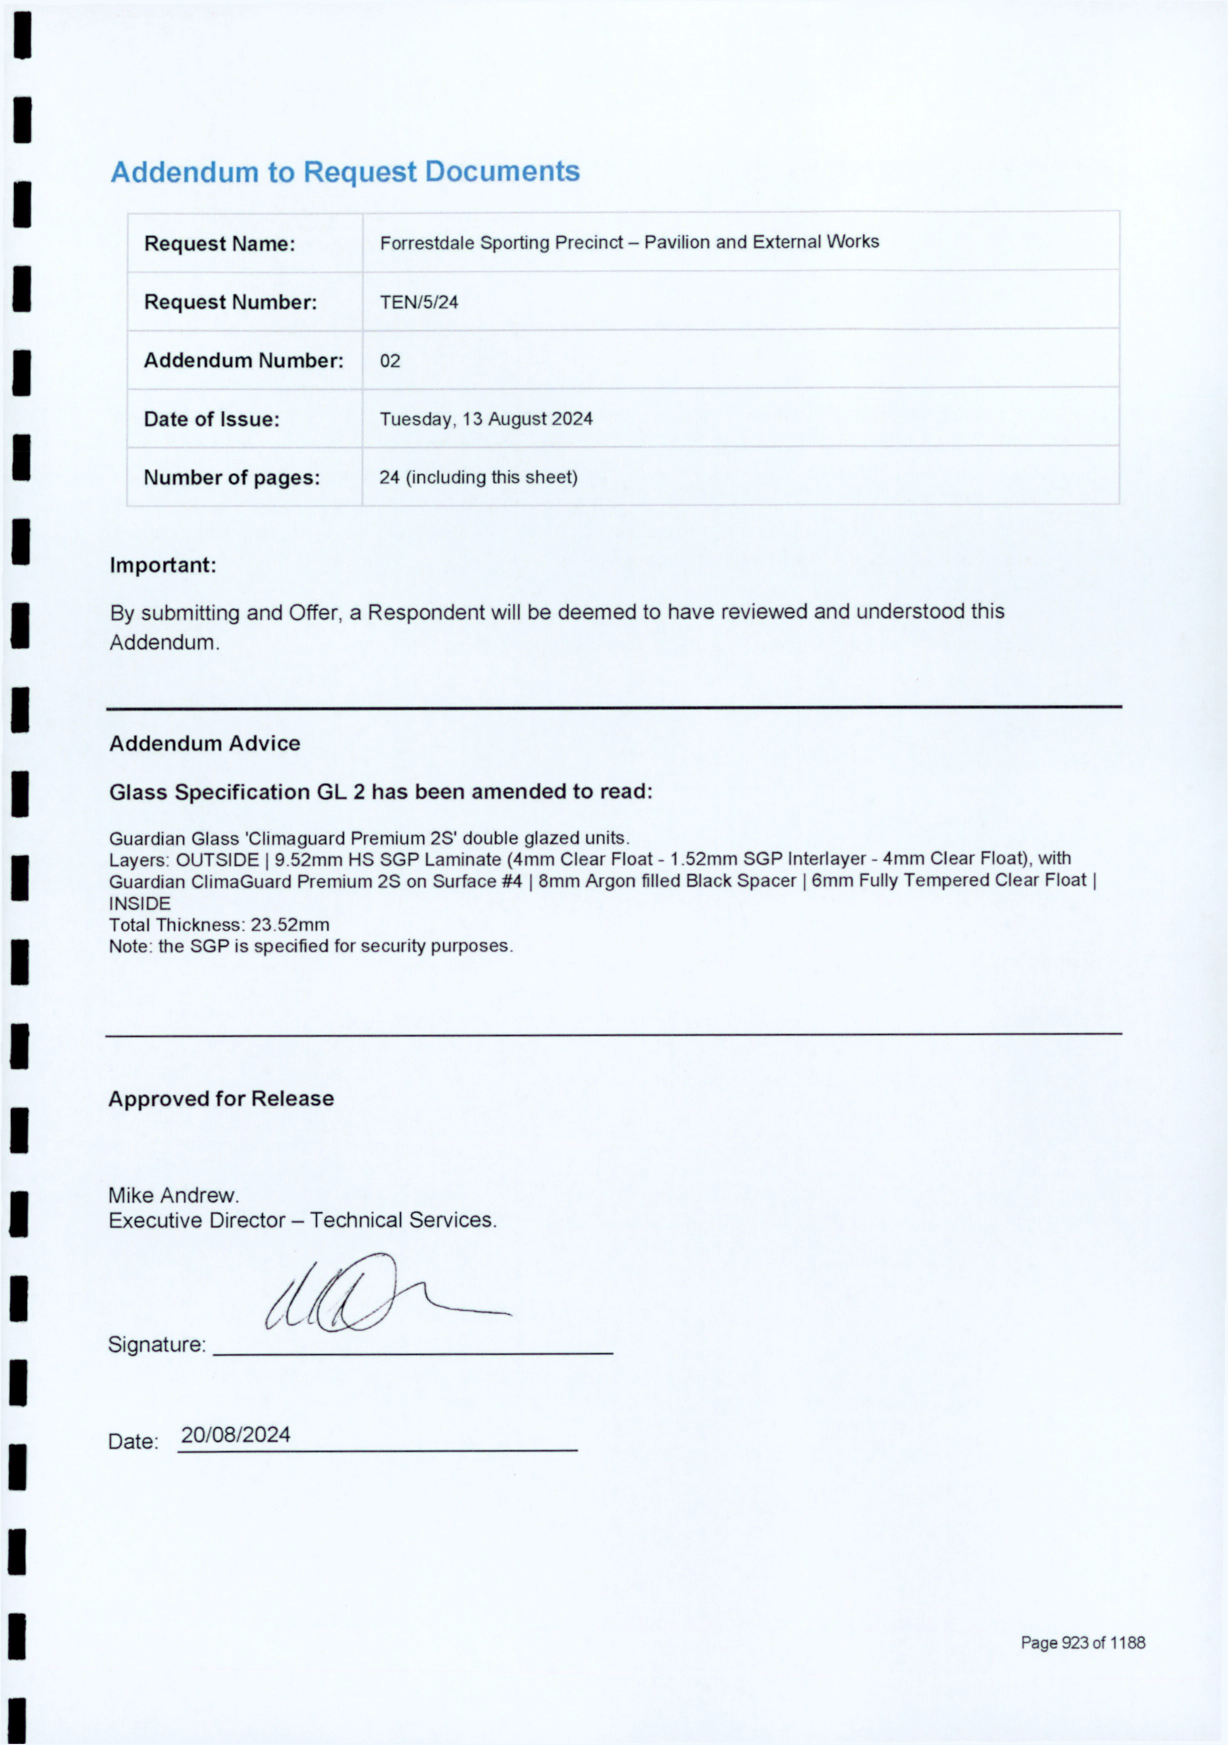 Addendum to Request Documents
Request Name: Forrestdale Sporting Precinct – Pavilion and External Works
Request Number: TEN/5/24
Addendum Number: 02
Date of Issue: Tuesday, 13 August 2024
Number of pages: 24 (including this sheet)
Important:
By submitting and Offer, a Respondent will be deemed to have reviewed and understood this
Addendum.
Addendum Advice
Glass Specification GL 2 has been amended to read:
Guardian Glass 'Climaguard Premium 2S' double glazed units.
Layers: OUTSIDE | 9.52mm HS SGP Laminate (4mm Clear Float - 1.52mm SGP Interlayer - 4mm Clear Float), with
Guardian ClimaGuard Premium 2S on Surface #4 | 8mm Argon filled Black Spacer | 6mm Fully Tempered Clear Float |
INSIDE
Total Thickness: 23.52mm
Note: the SGP is specified for security purposes.
Approved for Release
Mike Andrew.
Executive Director – Technical Services.
Signature:
Date: 20/08/2024
Page 923 of 1188